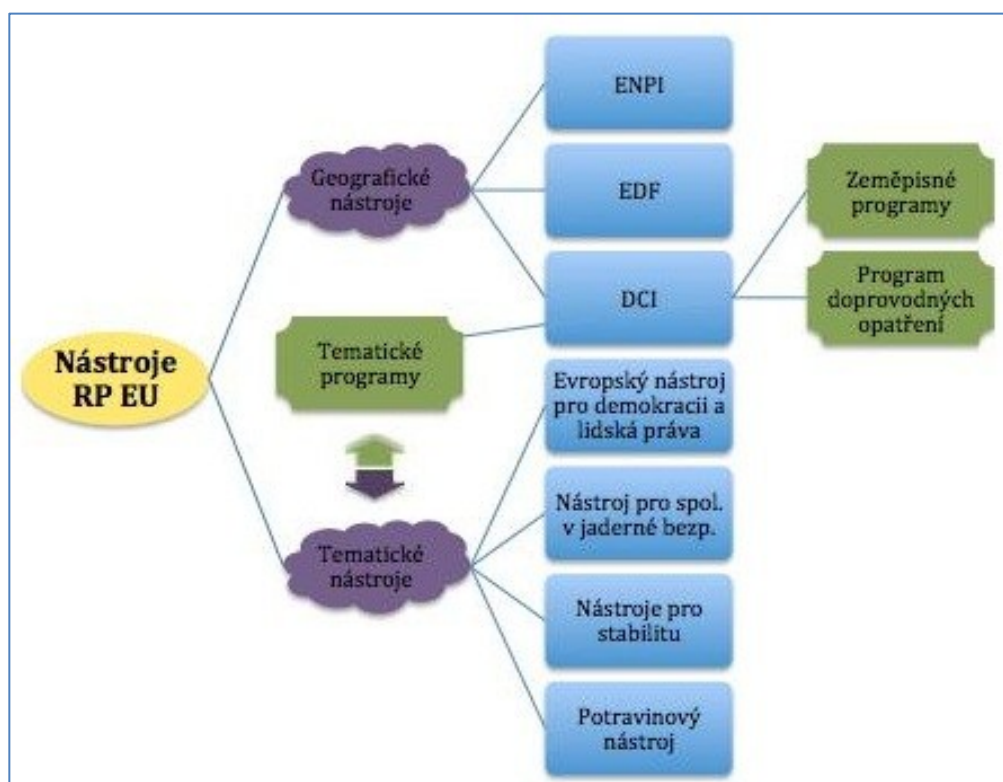 Nástroje
RP EU
Geografické
nástroje
Tematické
programy
Tematické
nástroje
ENPI
EDF
DCI
Evropský nástroj
pro demokracii a
lidská práva
Nástroj pro spol.
v jaderné bezp.
Nástroje pro
stabilitu
Potravinový
nástroj
Zeměpisné
programy
Program
doprovodných
opatření